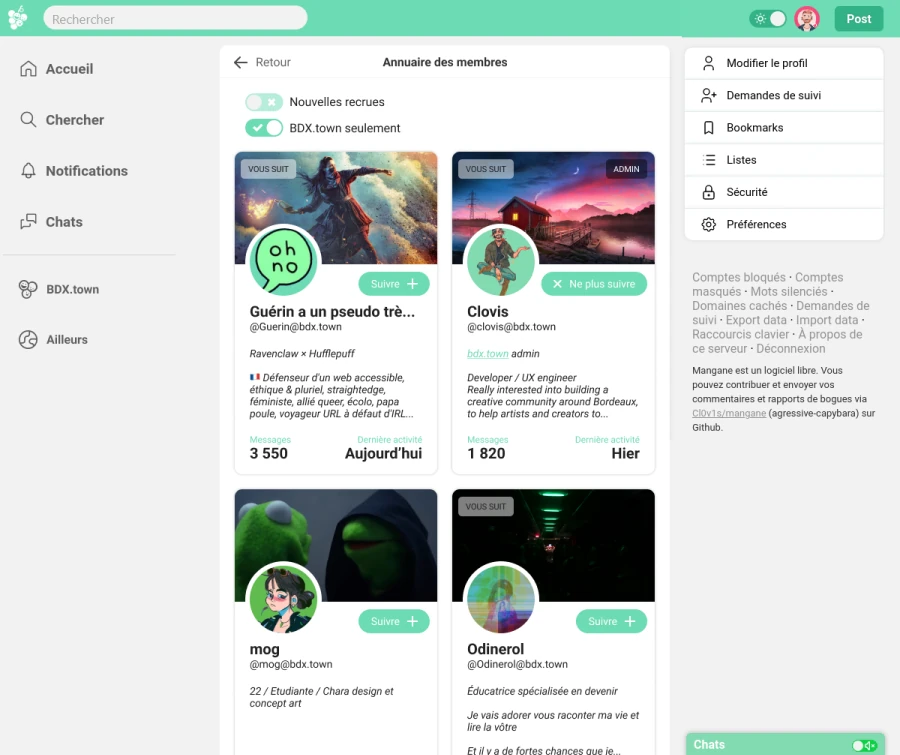 Rechercher
Post
Accueil
Chercher
Notifications
Chats
BDX.town
Ailleurs
Retour
Annuaire des membres
Nouvelles recrues
BDX.town seulement
VOUS SUIT
Suivre
Guérin a un pseudo trè...
@Guerin@bdx.town
Ravenclaw × Hufflepuff
🇫🇷 Défenseur d'un web accessible,
éthique & pluriel, straightedge,
féministe, allié queer, écolo, papa
poule, voyageur URL à défaut d'IRL...
Messages
Dernière activité
3 550
Aujourd'hui
VOUS SUIT
ADMIN
Ne plus suivre
Clovis
@clovis@bdx.town
bdx.town admin
Developer / UX engineer
Really interested into building a
creative community around Bordeaux,
to help artists and creators to...
Messages
Dernière activité
1 820
Hier
Suivre
mog
@mog@bdx.town
22 / Etudiante / Chara design et
concept art
VOUS SUIT
Suivre
Odinerol
@Odinerol@bdx.town
Éducatrice spécialisée en devenir
Je vais adorer vous raconter ma vie et
lire la vôtre
Et il y a de fortes chances que je...
Modifier le profil
Demandes de suivi
Bookmarks
Listes
Sécurité
Préférences
Comptes bloqués · Comptes
masqués · Mots silenciés ·
Domaines cachés · Demandes de
suivi · Export data · Import data ·
Raccourcis clavier · À propos de
ce serveur · Déconnexion
Mangane est un logiciel libre. Vous
pouvez contribuer et envoyer vos
commentaires et rapports de bogues via
Cl0v1s/mangane (agressive-capybara) sur
Github.
Chats
oh
no